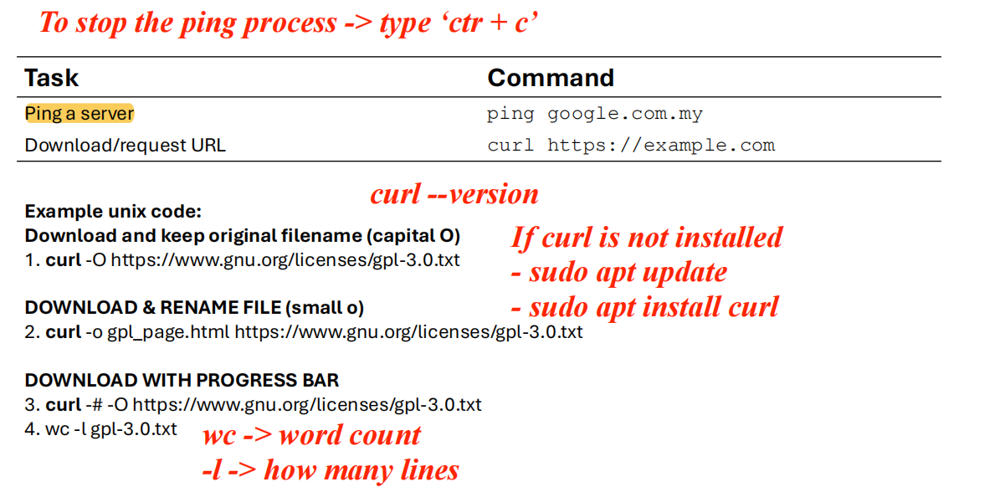 To stop the ping process -> type ‘ctr + c’
Task Command
Ping a server ping google.com.my
Download/request URL curl https://example.com
curl --version
Example unix code:
Download and keep original filename (capital O)
If curl is not installed
1. curl -O https://www.gnu.org/licenses/gpl-3.0.txt
- sudo apt update
DOWNLOAD & RENAME FILE (small o)
- sudo apt install curl
2. curl -o gpl_page.html https://www.gnu.org/licenses/gpl-3.0.txt
DOWNLOAD WITH PROGRESS BAR
3. curl -# -O https://www.gnu.org/licenses/gpl-3.0.txt
4. wc -l gpl-3.0.txt
wc -> word count
-l -> how many lines